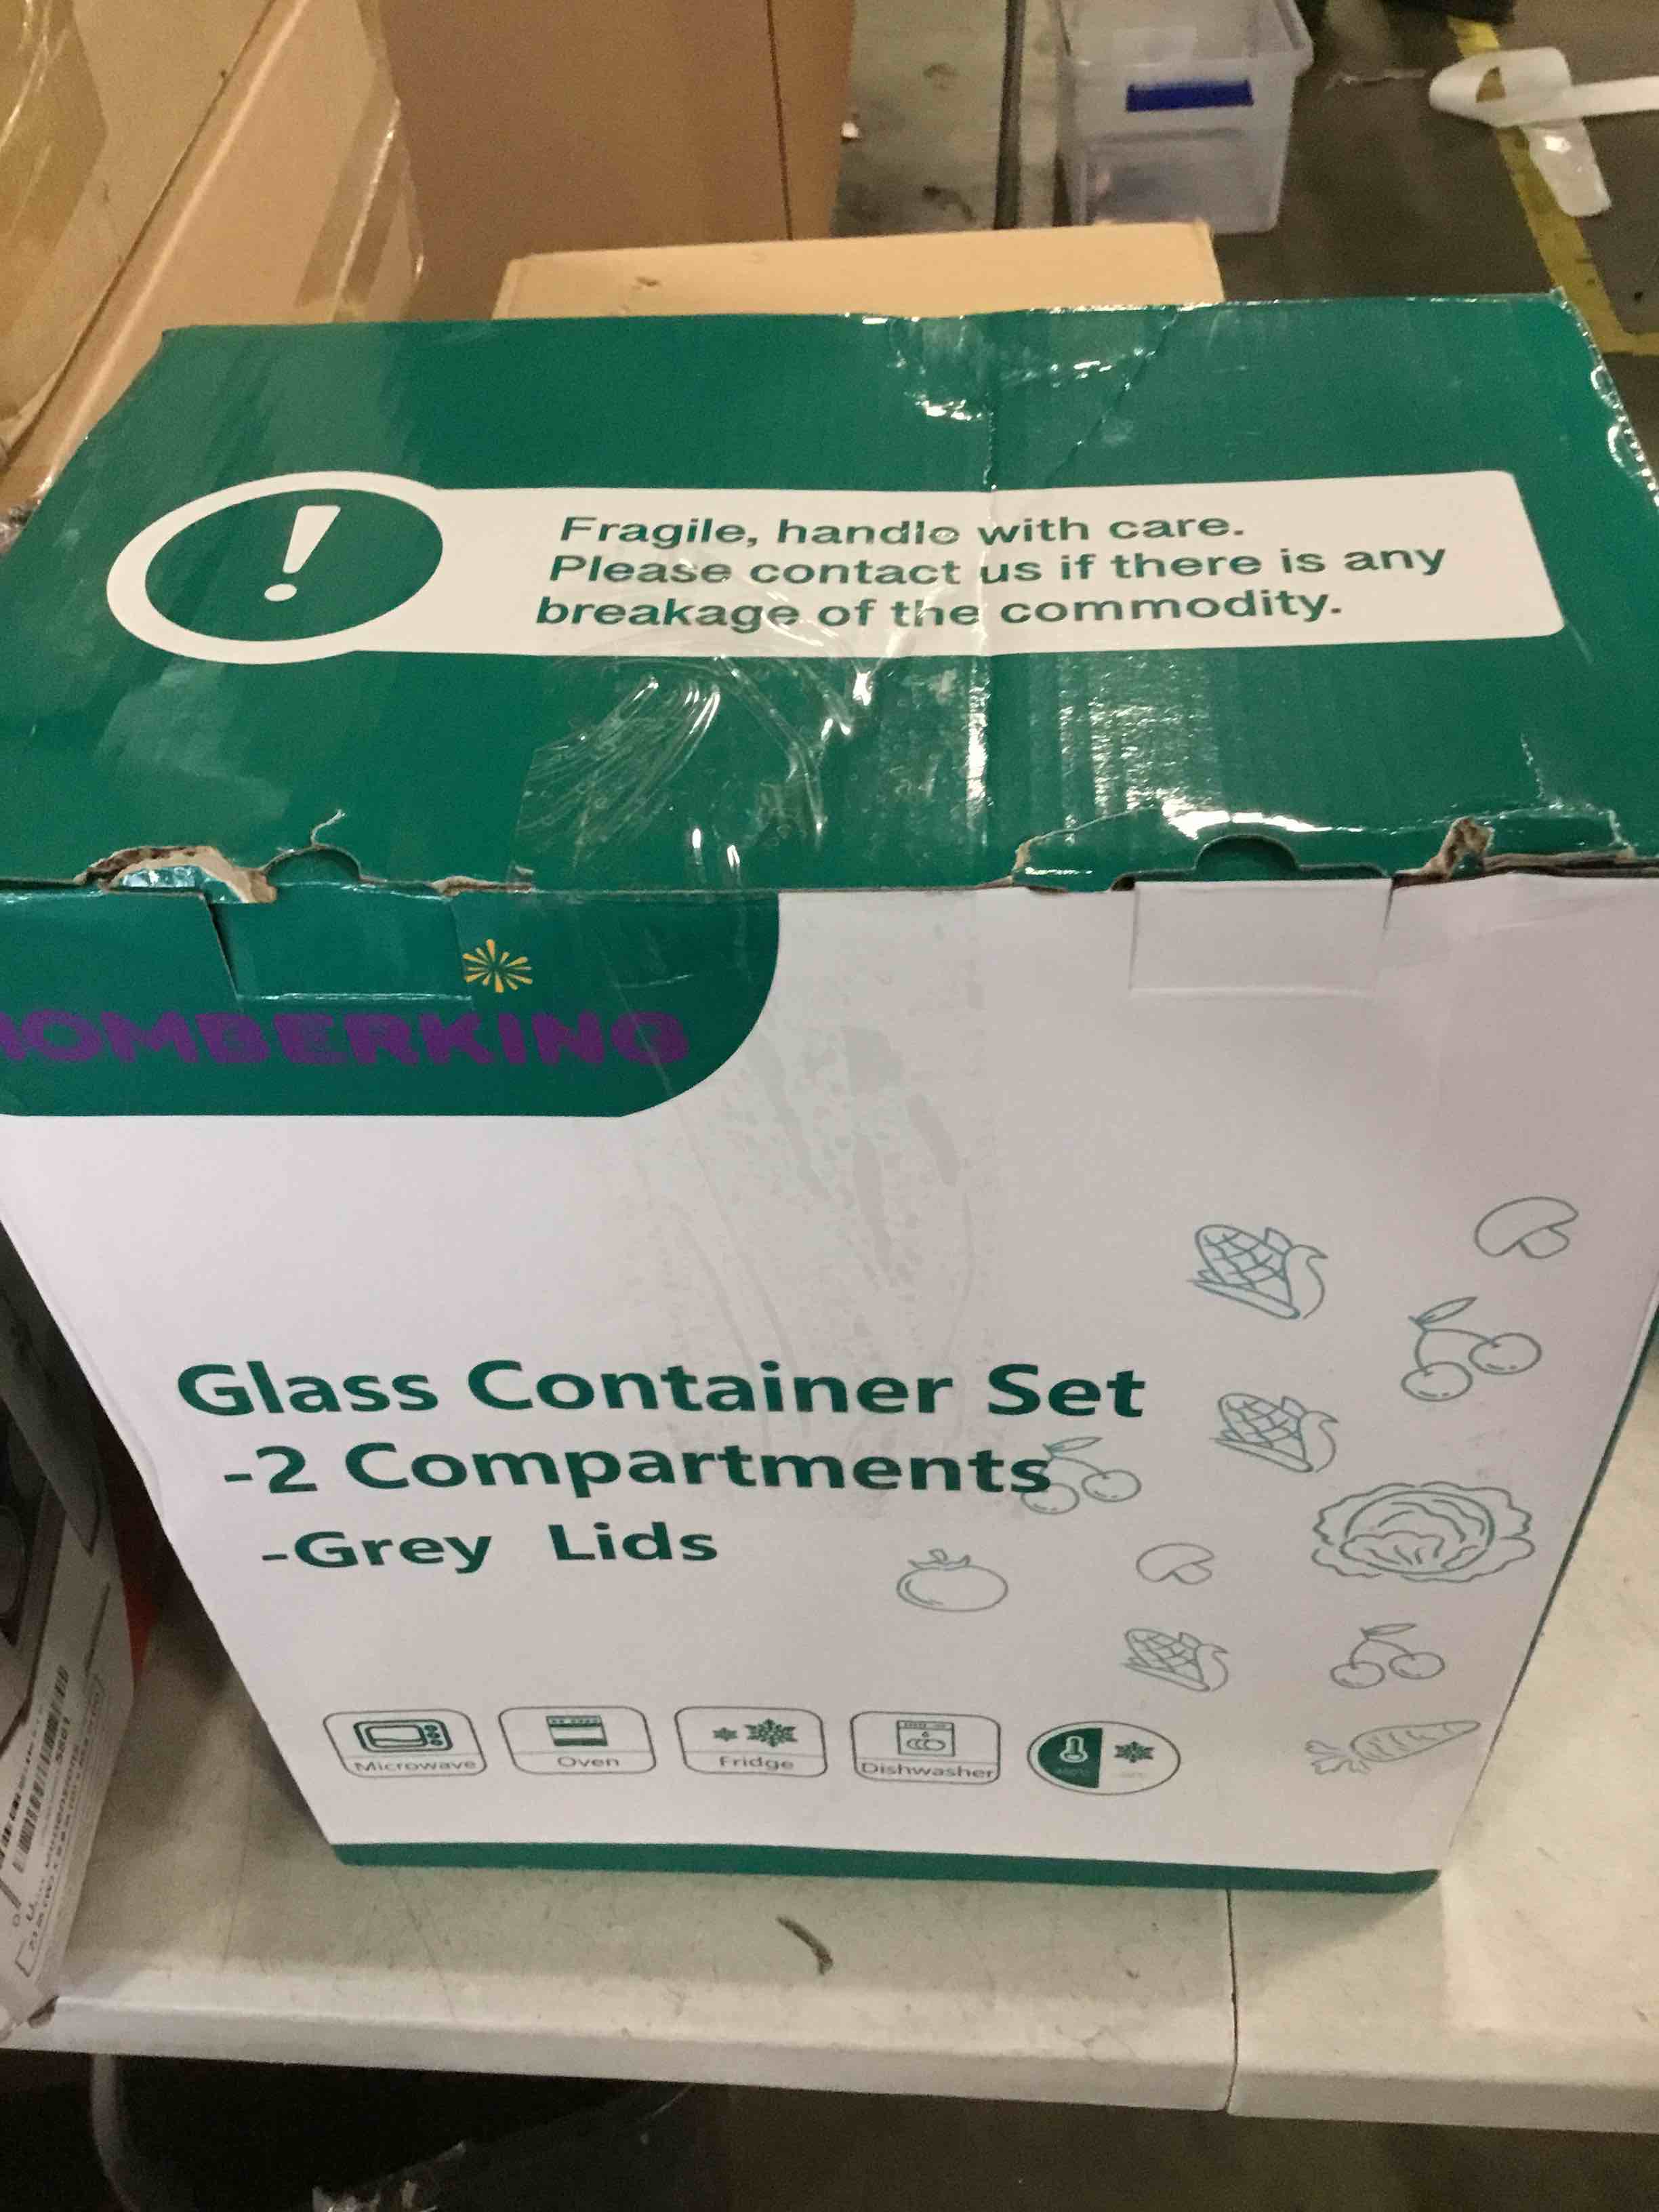 Fragile, handle with care.
Please contact us if there is any
breakage of the commodity.
HOMBERKING
Glass Container Set
-2 Compartments
-Grey Lids
Microwave
Oven
Fridge
Dishwasher